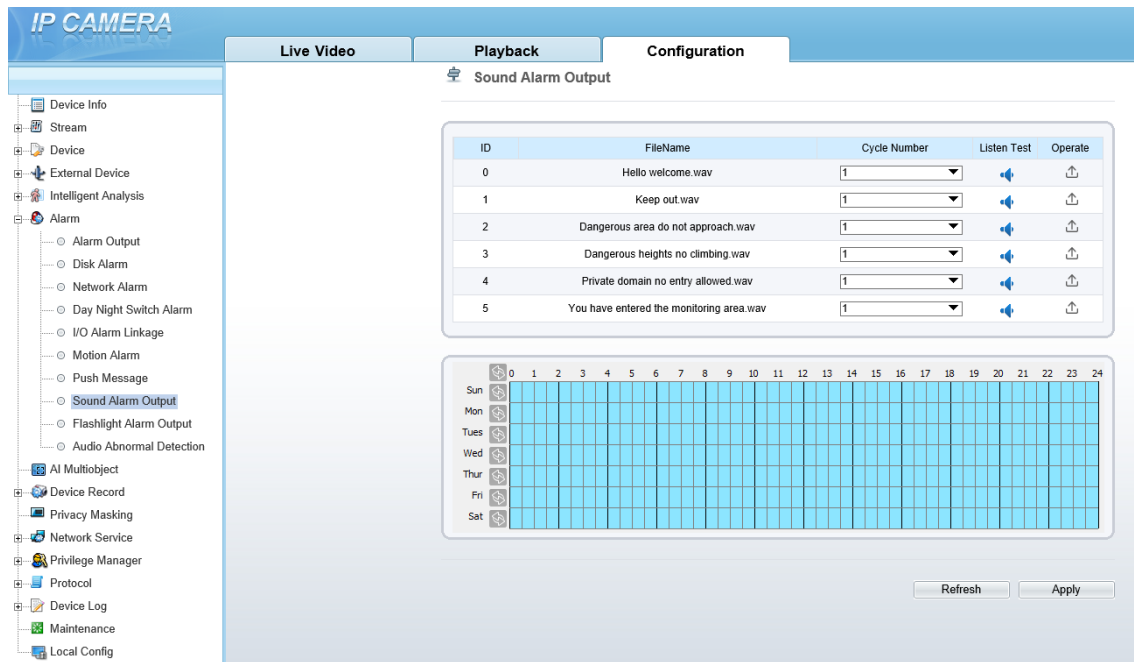 IP CAMERA
Live Video Playback Configuration
Device Info
Stream
Device
External Device
Intelligent Analysis
Alarm
Alarm Output
Disk Alarm
Network Alarm
Day Night Switch Alarm
I/O Alarm Linkage
Motion Alarm
Push Message
Sound Alarm Output
Flashlight Alarm Output
Audio Abnormal Detection
AI Multiobject
Device Record
Privacy Masking
Network Service
Privilege Manager
Protocol
Device Log
Maintenance
Local Config
Sound Alarm Output
ID FileName Cycle Number Listen Test Operate
0 Hello welcome.wav 1
1 Keep out.wav 1
2 Dangerous area do not approach.wav 1
3 Dangerous heights no climbing.wav 1
4 Private domain no entry allowed.wav 1
5 You have entered the monitoring area.wav 1
0 1 2 3 4 5 6 7 8 9 10 11 12 13 14 15 16 17 18 19 20 21 22 23 24
Sun
Mon
Tues
Wed
Thur
Fri
Sat
Refresh Apply